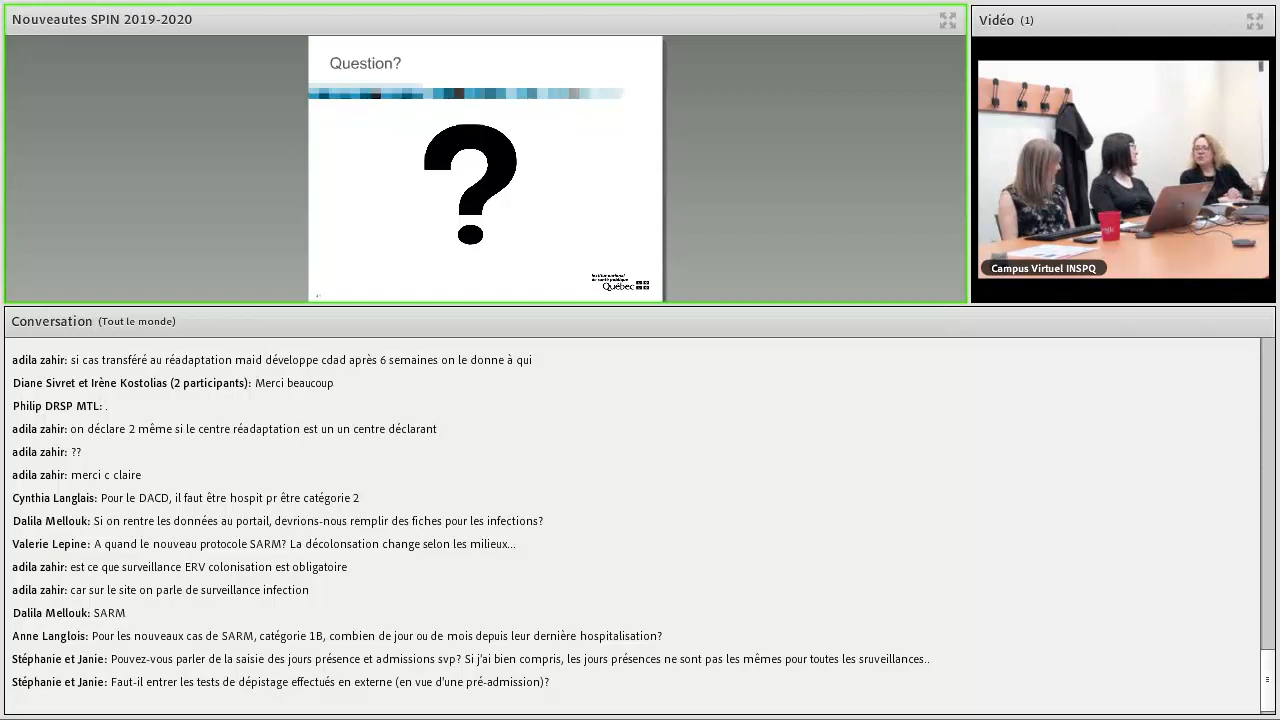 Nouveautes SPIN 2019-2020
Question?
?
Institut national
de santé publique
Québec
Vidéo (1)
Campus Virtuel INSPQ
Conversation (Tout le monde)
adila zahir: si cas transféré au réadaptation maid développe cdad après 6 semaines on le donne à qui
Diane Sivret et Irène Kostolias (2 participants): Merci beaucoup
Philip DRSP MTL: .
adila zahir: on déclare 2 même si le centre réadaptation est un un centre déclarant
adila zahir: ??
adila zahir: merci c claire
Cynthia Langlais: Pour le DACD, il faut être hospit pr être catégorie 2
Dalila Mellouk: Si on rentre les données au portail, devrions-nous remplir des fiches pour les infections?
Valerie Lepine: A quand le nouveau protocole SARM? La décolonsation change selon les milieux...
adila zahir: est ce que surveillance ERV colonisation est obligatoire
adila zahir: car sur le site on parle de surveillance infection
Dalila Mellouk: SARM
Anne Langlois: Pour les nouveaux cas de SARM, catégorie 1B, combien de jour ou de mois depuis leur dernière hospitalisation?
Stéphanie et Janie: Pouvez-vous parler de la saisie des jours présence et admissions svp? Si j'ai bien compris, les jours présences ne sont pas les mêmes pour toutes les sruveillances..
Stéphanie et Janie: Faut-il entrer les tests de dépistage effectués en externe (en vue d'une pré-admission)?